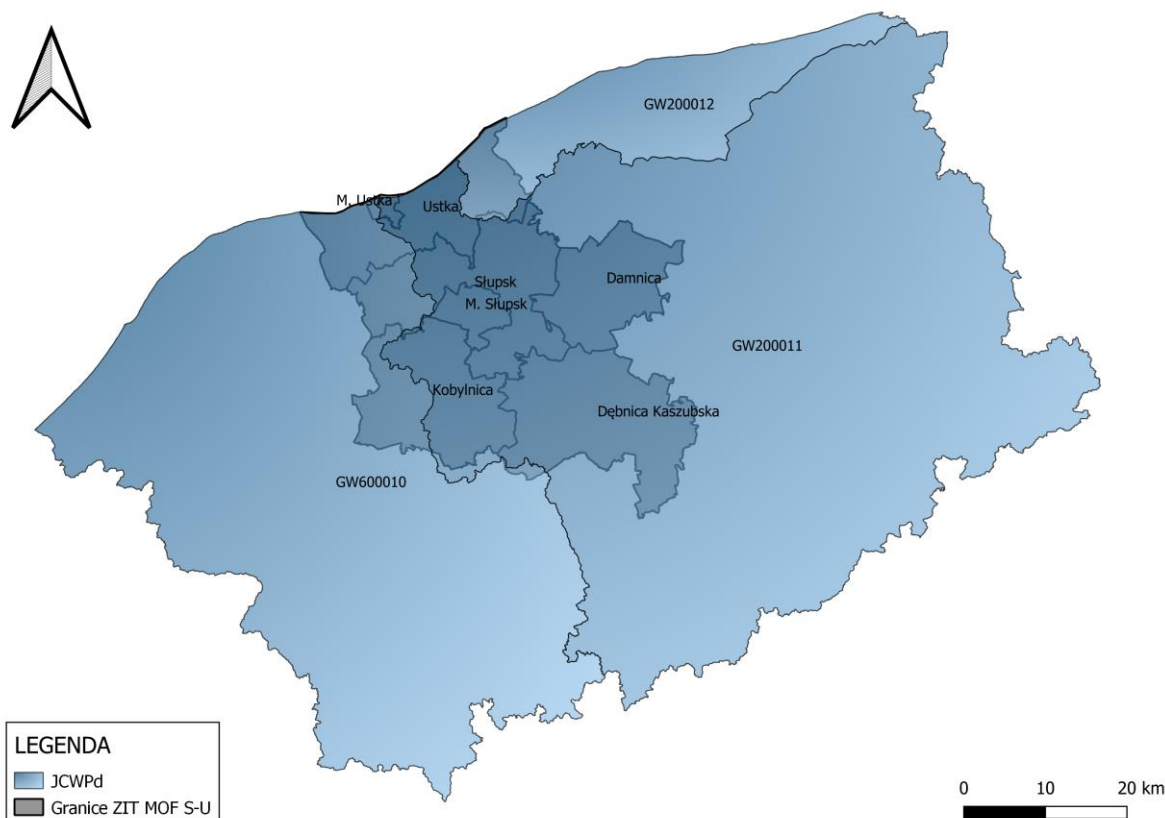 GW200012
M. Ustka
Ustka
Słupsk
Damnica
M. Słupsk
GW200011
Kobylnica
Dębnica Kaszubska
GW600010
LEGENDA
JCWPd
Granice ZIT MOF S-U
0 10 20 km